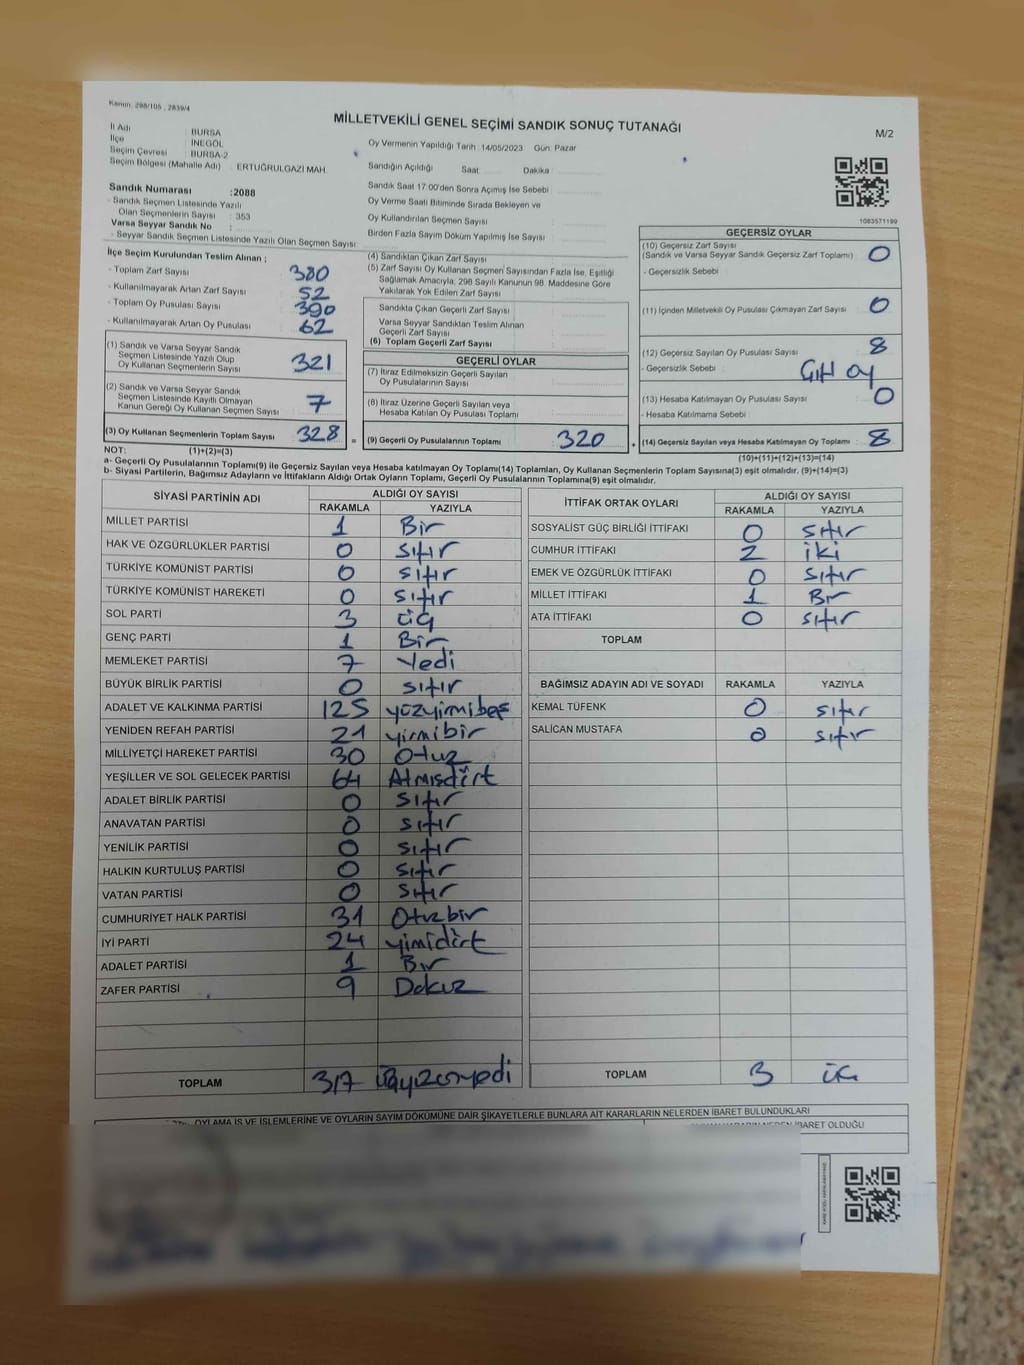 Kanun: 298/105 , 2839/4
MİLLETVEKİLİ GENEL SEÇİMİ SANDIK SONUÇ TUTANAĞI
M/2
İl Adı : BURSA
İlçe : İNEGÖL
Seçim Çevresi : BURSA-2
Seçim Bölgesi (Mahalle Adı) : ERTUĞRULGAZİ MAH.
Sandık Numarası :2088
- Sandık Seçmen Listesinde Yazılı
Olan Seçmenlerin Sayısı : 353
Varsa Seyyar Sandık No :
- Seyyar Sandık Seçmen Listesinde Yazılı Olan Seçmen Sayısı
Oy Vermenin Yapıldığı Tarih 14/05/2023 Gün: Pazar
Sandığın Açıldığı Saat Dakika
Sandık Saat 17:00'den Sonra Açımış İse Sebebi
Oy Verme Saati Bitiminde Sırada Bekleyen ve
Oy Kullandırılan Seçmen Sayısı
Birden Fazla Sayım Döküm Yapılmış İse Sayısı
1083571199
İlçe Seçim Kurulundan Teslim Alınan ;
- Toplam Zarf Sayısı 380
- Kullanılmayarak Artan Zarf Sayısı 52
- Toplam Oy Pusulası Sayısı 390
- Kullanılmayarak Artan Oy Pusulası 62
(1) Sandık ve Varsa Seyyar Sandık
Seçmen Listesinde Yazılı Olup
Oy Kullanan Seçmenlerin Sayısı 321
(2) Sandık ve Varsa Seyyar Sandık
Seçmen Listesinde Kayıtlı Olmayan
Kanun Gereği Oy Kullanan Seçmen Sayısı 7
(3) Oy Kullanan Seçmenlerin Toplam Sayısı 328 =
(4) Sandıktan Çıkan Zarf Sayısı
(5) Zarf Sayısı Oy Kullanan Seçmen Sayısından Fazla İse, Eşitliği
Sağlamak Amacıyla, 298 Sayılı Kanunun 98. Maddesine Göre
Yakılarak Yok Edilen Zarf Sayısı
Sandıkta Çıkan Geçerli Zarf Sayısı
Varsa Seyyar Sandıktan Teslim Alınan
Geçerli Zarf Sayısı
(6) Toplam Geçerli Zarf Sayısı
GEÇERLİ OYLAR
(7) İtiraz Edilmeksizin Geçerli Sayılan
Oy Pusulalarının Sayısı
(8) İtiraz Üzerine Geçerli Sayılan veya
Hesaba Katılan Oy Pusulası Toplamı
(9) Geçerli Oy Pusulalarının Toplamı 320 +
GEÇERSİZ OYLAR
(10) Geçersiz Zarf Sayısı
(Sandık ve Varsa Seyyar Sandık Geçersiz Zarf Toplamı) 0
- Geçersizlik Sebebi
(11) İçinden Milletvekili Oy Pusulası Çıkmayan Zarf Sayısı 0
(12) Geçersiz Sayılan Oy Pusulası Sayısı 8
- Geçersizlik Sebebi : Çift oy
(13) Hesaba Katılmayan Oy Pusulası Sayısı : 0
- Hesaba Katılmama Sebebi :
(14) Geçersiz Sayılan veya Hesaba Katılmayan Oy Toplamı : 8
NOT: (1)+(2)=(3)
(10)+(11)+(12)+(13)=(14)
a- Geçerli Oy Pusulalarının Toplamı(9) ile Geçersiz Sayılan veya Hesaba katılmayan Oy Toplamı(14) Toplamları, Oy Kullanan Seçmenlerin Toplam Sayısına(3) eşit olmalıdır. (9)+(14)=(3)
b- Siyasi Partilerin, Bağımsız Adayların ve İttifakların Aldığı Ortak Oyların Toplamı, Geçerli Oy Pusulalarının Toplamına(9) eşit olmalıdır.
SİYASİ PARTİNİN ADI ALDIĞI OY SAYISI
RAKAMLA YAZIYLA
MİLLET PARTİSİ 1 Bir
HAK VE ÖZGÜRLÜKLER PARTİSİ 0 sıfır
TÜRKİYE KOMÜNİST PARTİSİ 0 sıfır
TÜRKİYE KOMÜNİST HAREKETİ 0 sıfır
SOL PARTİ 3 üç
GENÇ PARTİ 1 Bir
MEMLEKET PARTİSİ 7 Yedi
BÜYÜK BİRLİK PARTİSİ 0 sıfır
ADALET VE KALKINMA PARTİSİ 125 yüzyirmibeş
YENİDEN REFAH PARTİSİ 21 yirmibir
MİLLİYETÇİ HAREKET PARTİSİ 30 Otuz
YEŞİLLER VE SOL GELECEK PARTİSİ 64 Atmışdört
ADALET BİRLİK PARTİSİ 0 sıfır
ANAVATAN PARTİSİ 0 sıfır
YENİLİK PARTİSİ 0 sıfır
HALKIN KURTULUŞ PARTİSİ 0 sıfır
VATAN PARTİSİ 0 sıfır
CUMHURİYET HALK PARTİSİ 31 Otuzbir
İYİ PARTİ 24 yimidört
ADALET PARTİSİ 1 Bir
ZAFER PARTİSİ 9 Dokuz
TOPLAM 317
İTTİFAK ORTAK OYLARI ALDIĞI OY SAYISI
RAKAMLA YAZIYLA
SOSYALİST GÜÇ BİRLİĞİ İTTİFAKI 0 sıfır
CUMHUR İTTİFAKI 2 iki
EMEK VE ÖZGÜRLÜK İTTİFAKI 0 sıfır
MİLLET İTTİFAKI 1 Bir
ATA İTTİFAKI 0 sıfır
TOPLAM
BAĞIMSIZ ADAYIN ADI VE SOYADI RAKAMLA YAZIYLA
KEMAL TÜFENK 0 sıfır
SALİCAN MUSTAFA 0 sıfır
TOPLAM 3
OYLAMA İŞ VE İŞLEMLERİNE VE OYLARIN SAYIM DÖKÜMÜNE DAİR ŞİKAYETLERLE BUNLARA AİT KARARLARIN NELERDEN İBARET BULUNDUKLARI
İBARET OLDUĞU